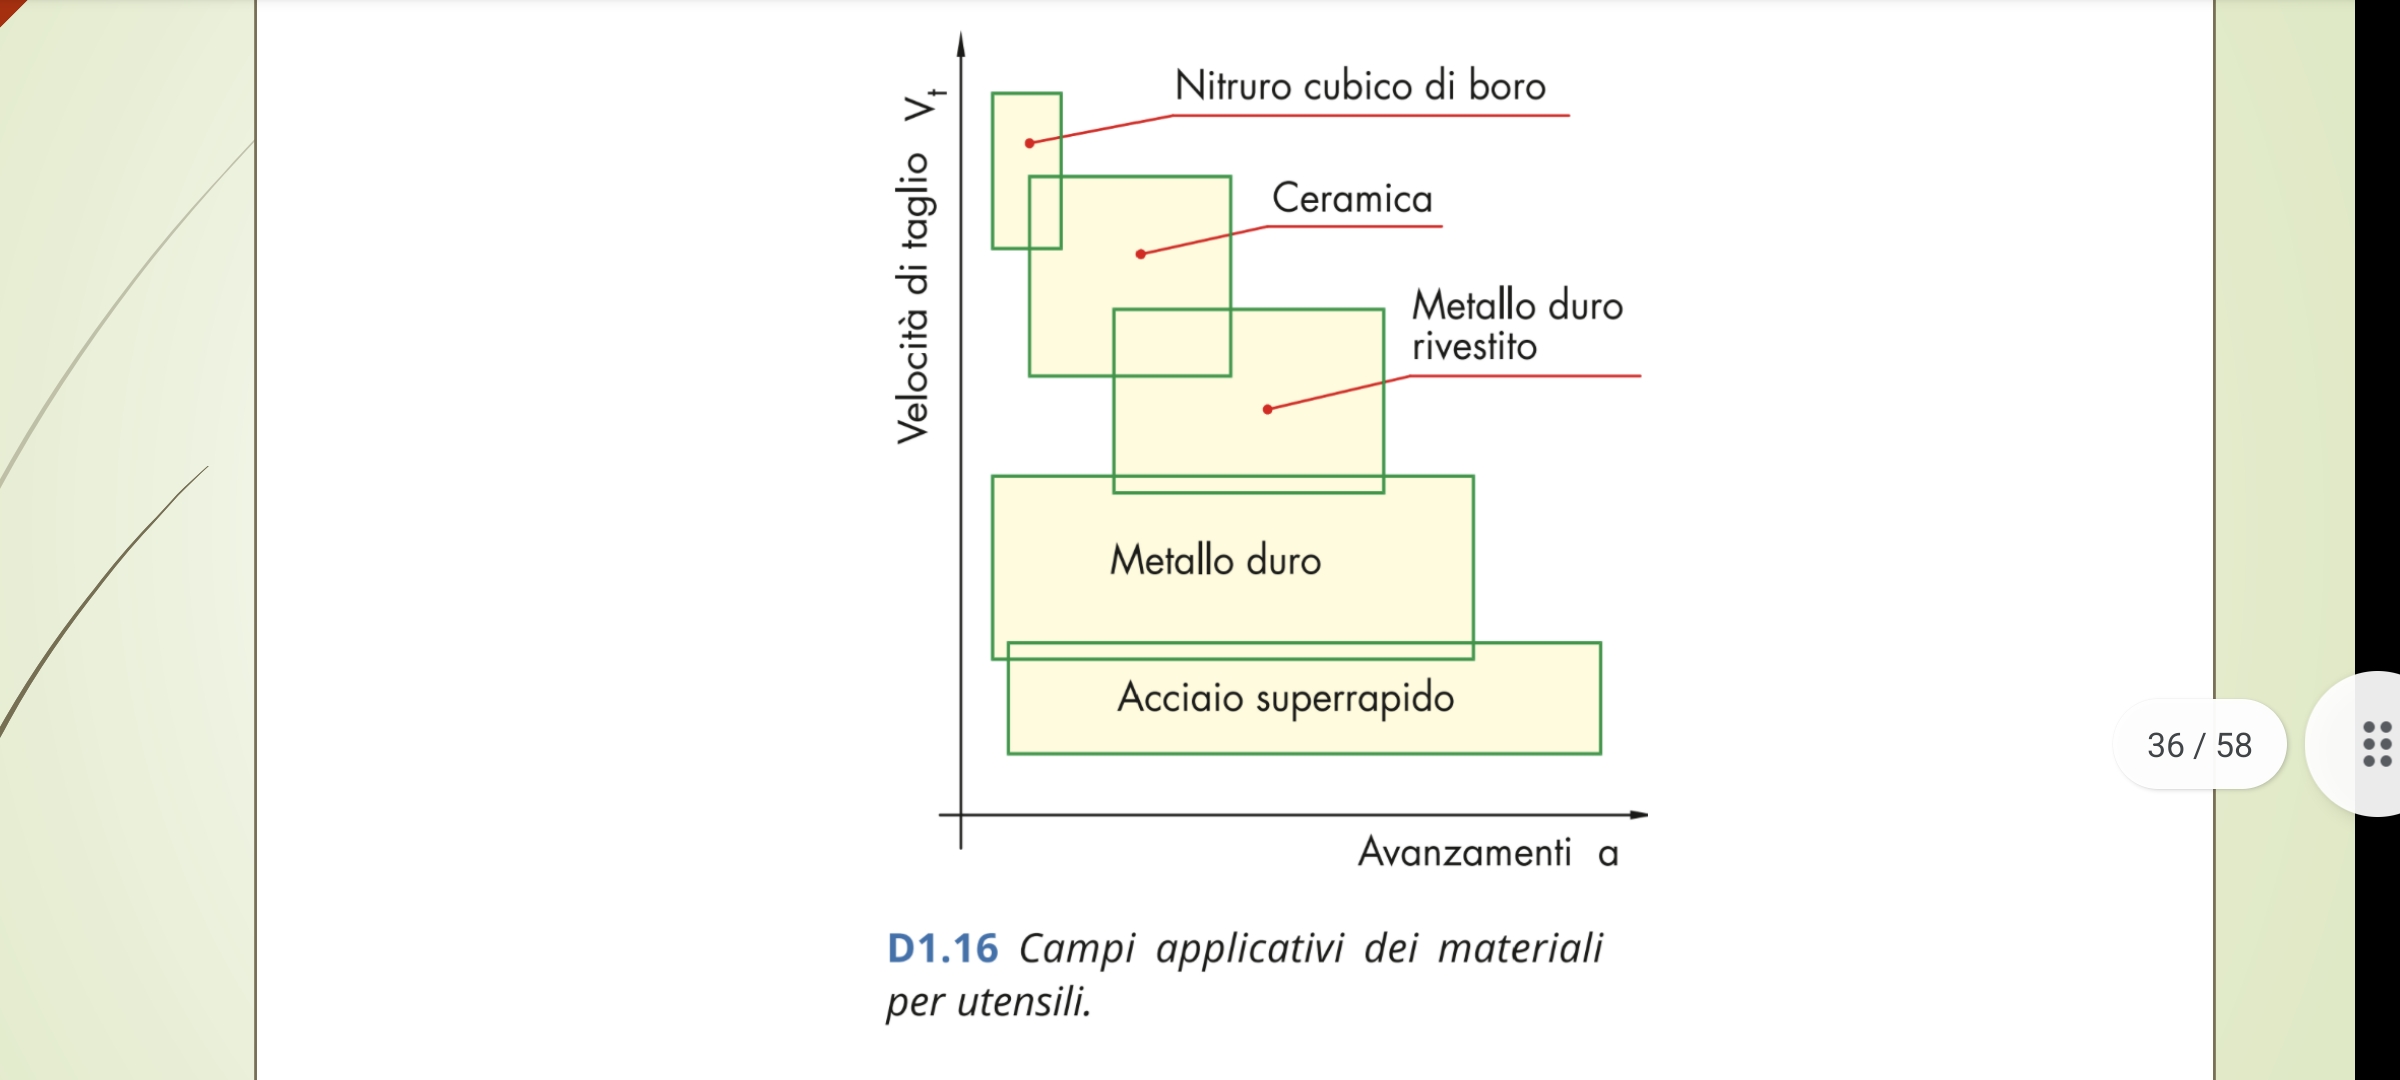 Nitruro cubico di boro
Velocità di taglio Vt
Ceramica
Metallo duro
rivestito
Metallo duro
Acciaio superrapido
Avanzamenti a
D1.16 Campi applicativi dei materiali
per utensili.
36 / 58